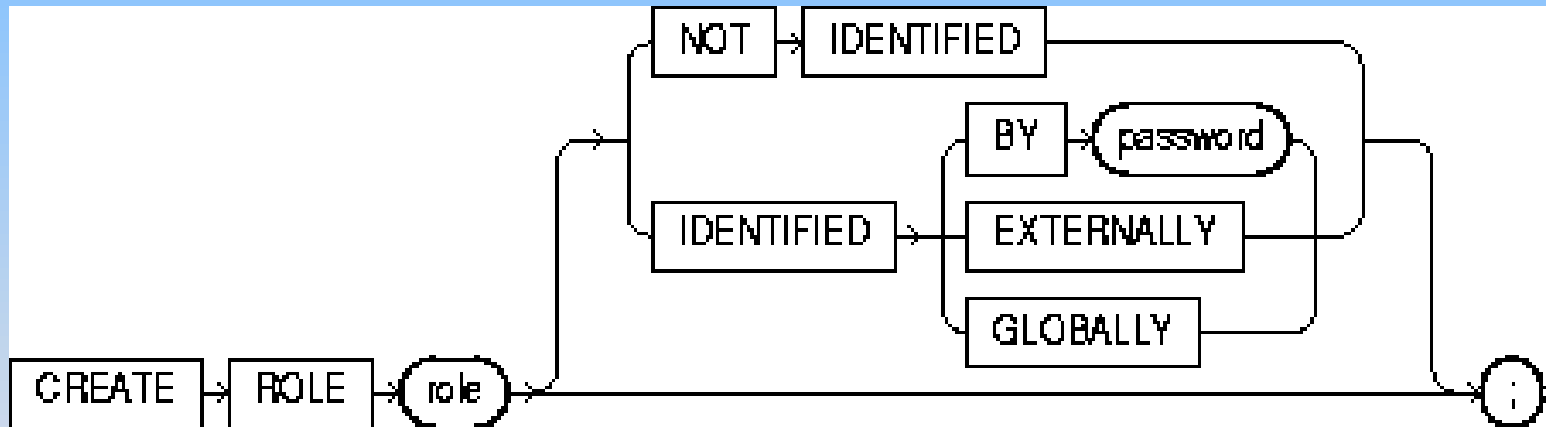 NOT IDENTIFIED
BY password
IDENTIFIED EXTERNALLY
GLOBALLY
CREATE ROLE role ;